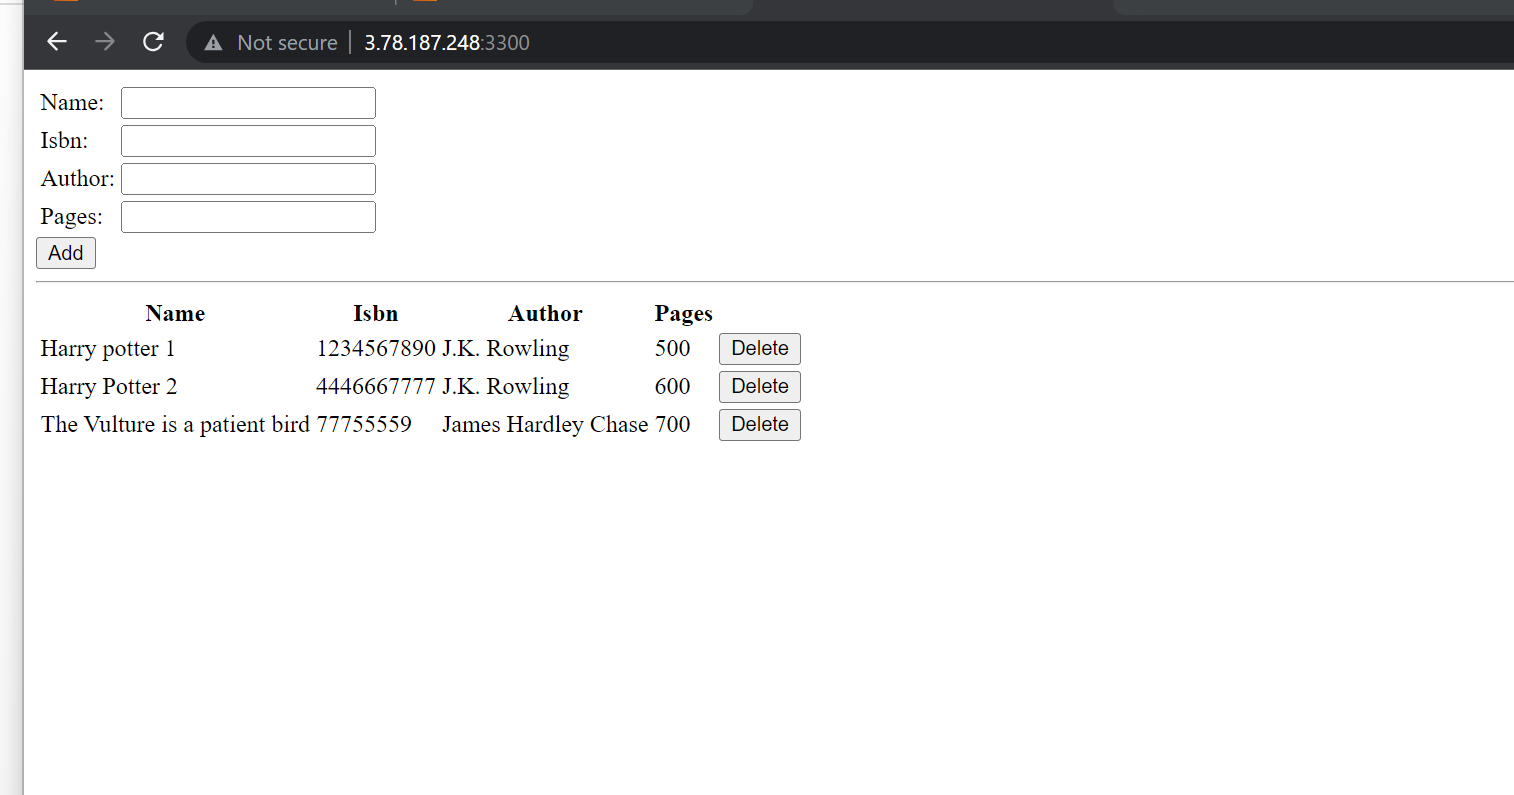 Not secure | 3.78.187.248:3300
Name:
Isbn:
Author:
Pages:
Add
Name Isbn Author Pages
Harry potter 1 1234567890 J.K. Rowling 500 Delete
Harry Potter 2 4446667777 J.K. Rowling 600 Delete
The Vulture is a patient bird 77755559 James Hardley Chase 700 Delete